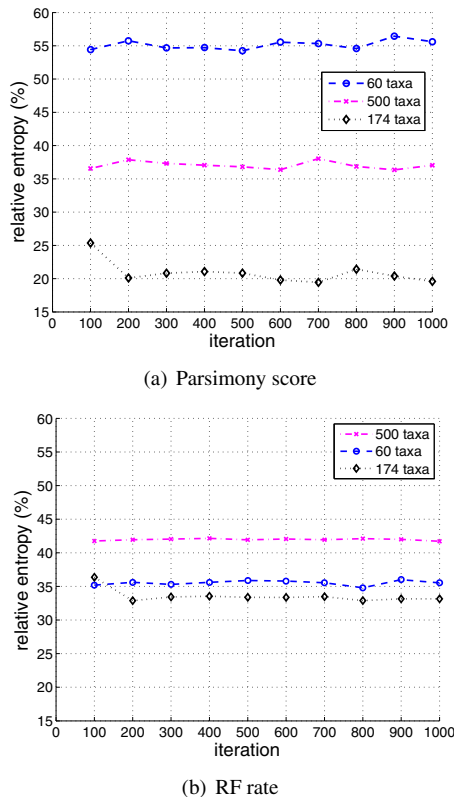 60
55
50
45
40
35
30
25
20
15
relative entropy (%)
60 taxa
500 taxa
174 taxa
0 100 200 300 400 500 600 700 800 900 1000
iteration
(a) Parsimony score
60
55
50
45
40
35
30
25
20
15
relative entropy (%)
500 taxa
60 taxa
174 taxa
0 100 200 300 400 500 600 700 800 900 1000
iteration
(b) RF rate